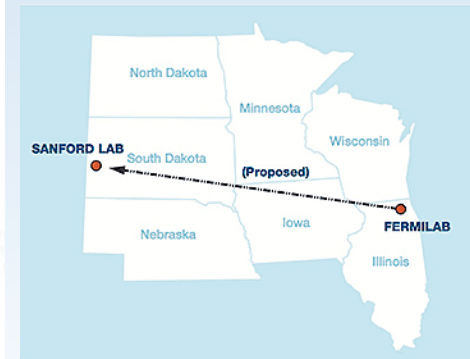 North Dakota
Minnesota
Wisconsin
SANFORD LAB
South Dakota
(Proposed)
Nebraska
Iowa
FERMILAB
Illinois